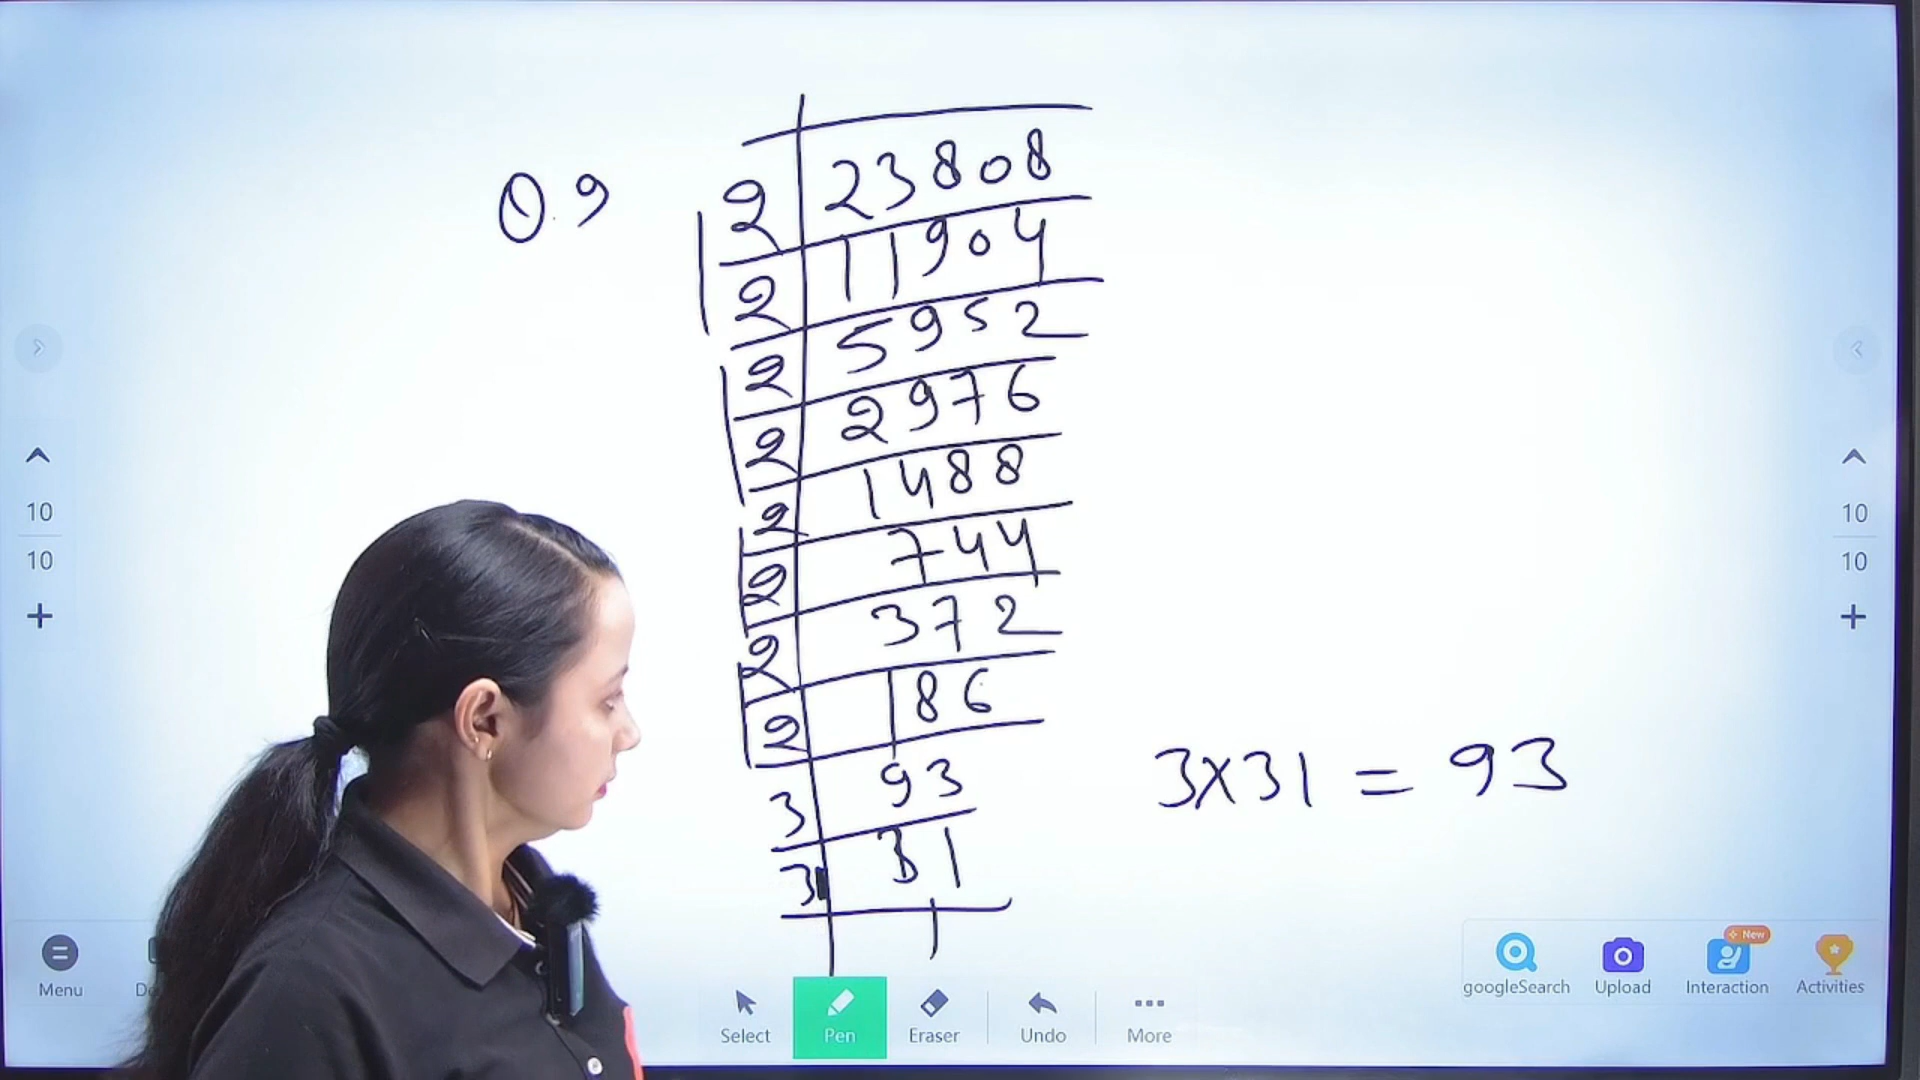 Q.9
2 23808
2 11904
2 5952
2 2976
2 1488
2 744
2 372
2 186
3 93
31 31
1
3x31 = 93
10
10
10
10
Menu
Select
Pen
Eraser
Undo
More
New
googleSearch
Upload
Interaction
Activities